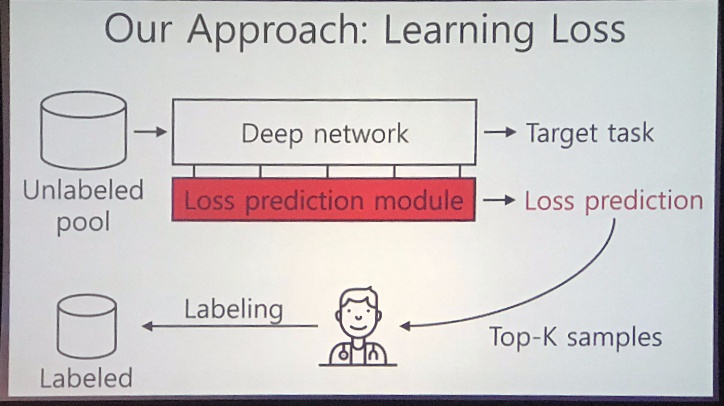 Our Approach: Learning Loss
Deep network
Target task
Unlabeled
pool
Loss prediction module
Loss prediction
Labeling
Top-K samples
Labeled